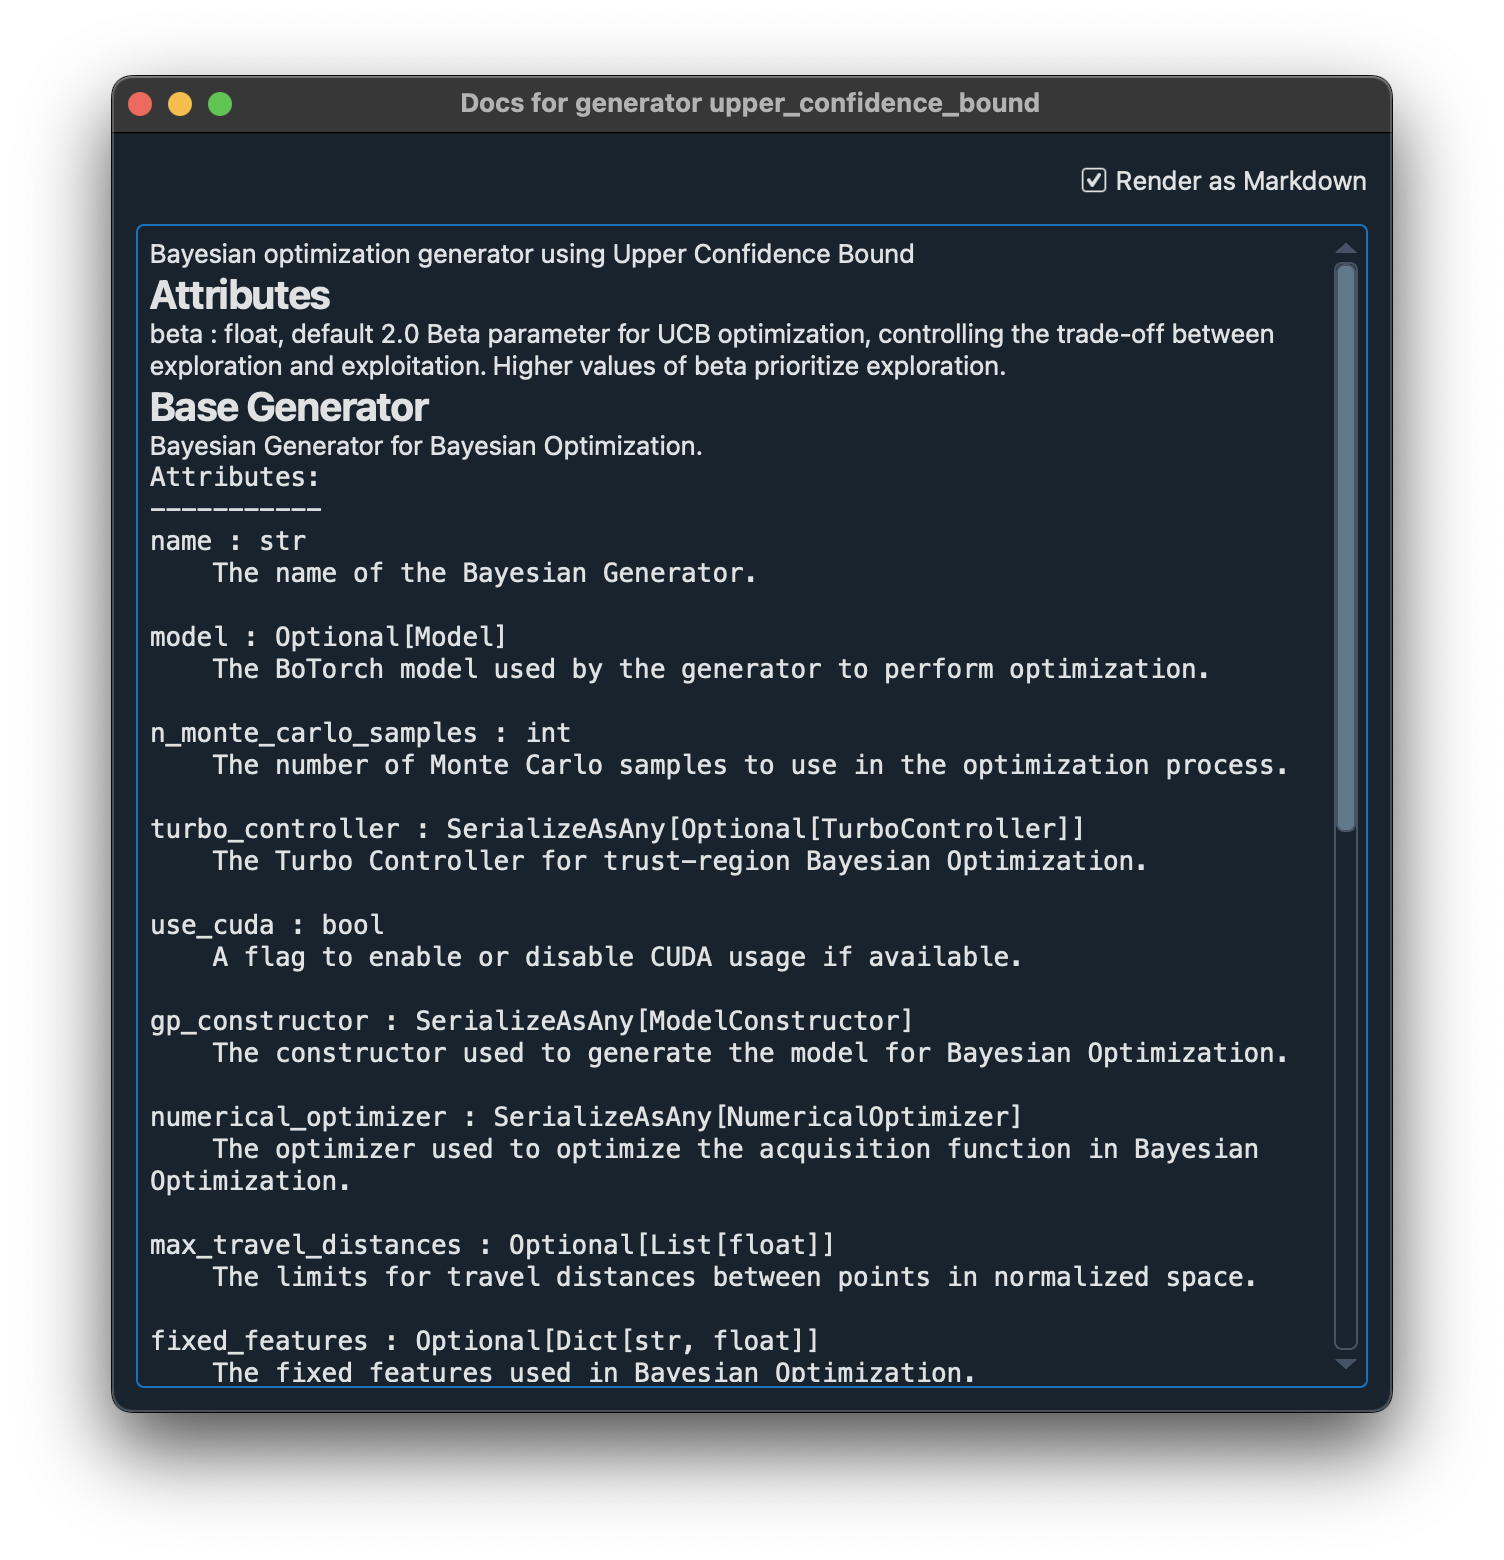 Docs for generator upper_confidence_bound
Render as Markdown
Bayesian optimization generator using Upper Confidence Bound
Attributes
beta : float, default 2.0 Beta parameter for UCB optimization, controlling the trade-off between
exploration and exploitation. Higher values of beta prioritize exploration.
Base Generator
Bayesian Generator for Bayesian Optimization.
Attributes:
-----------
name : str
    The name of the Bayesian Generator.

model : Optional[Model]
    The BoTorch model used by the generator to perform optimization.

n_monte_carlo_samples : int
    The number of Monte Carlo samples to use in the optimization process.

turbo_controller : SerializeAsAny[Optional[TurboController]]
    The Turbo Controller for trust-region Bayesian Optimization.

use_cuda : bool
    A flag to enable or disable CUDA usage if available.

gp_constructor : SerializeAsAny[ModelConstructor]
    The constructor used to generate the model for Bayesian Optimization.

numerical_optimizer : SerializeAsAny[NumericalOptimizer]
    The optimizer used to optimize the acquisition function in Bayesian
Optimization.

max_travel_distances : Optional[List[float]]
    The limits for travel distances between points in normalized space.

fixed_features : Optional[Dict[str, float]]
    The fixed features used in Bayesian Optimization.